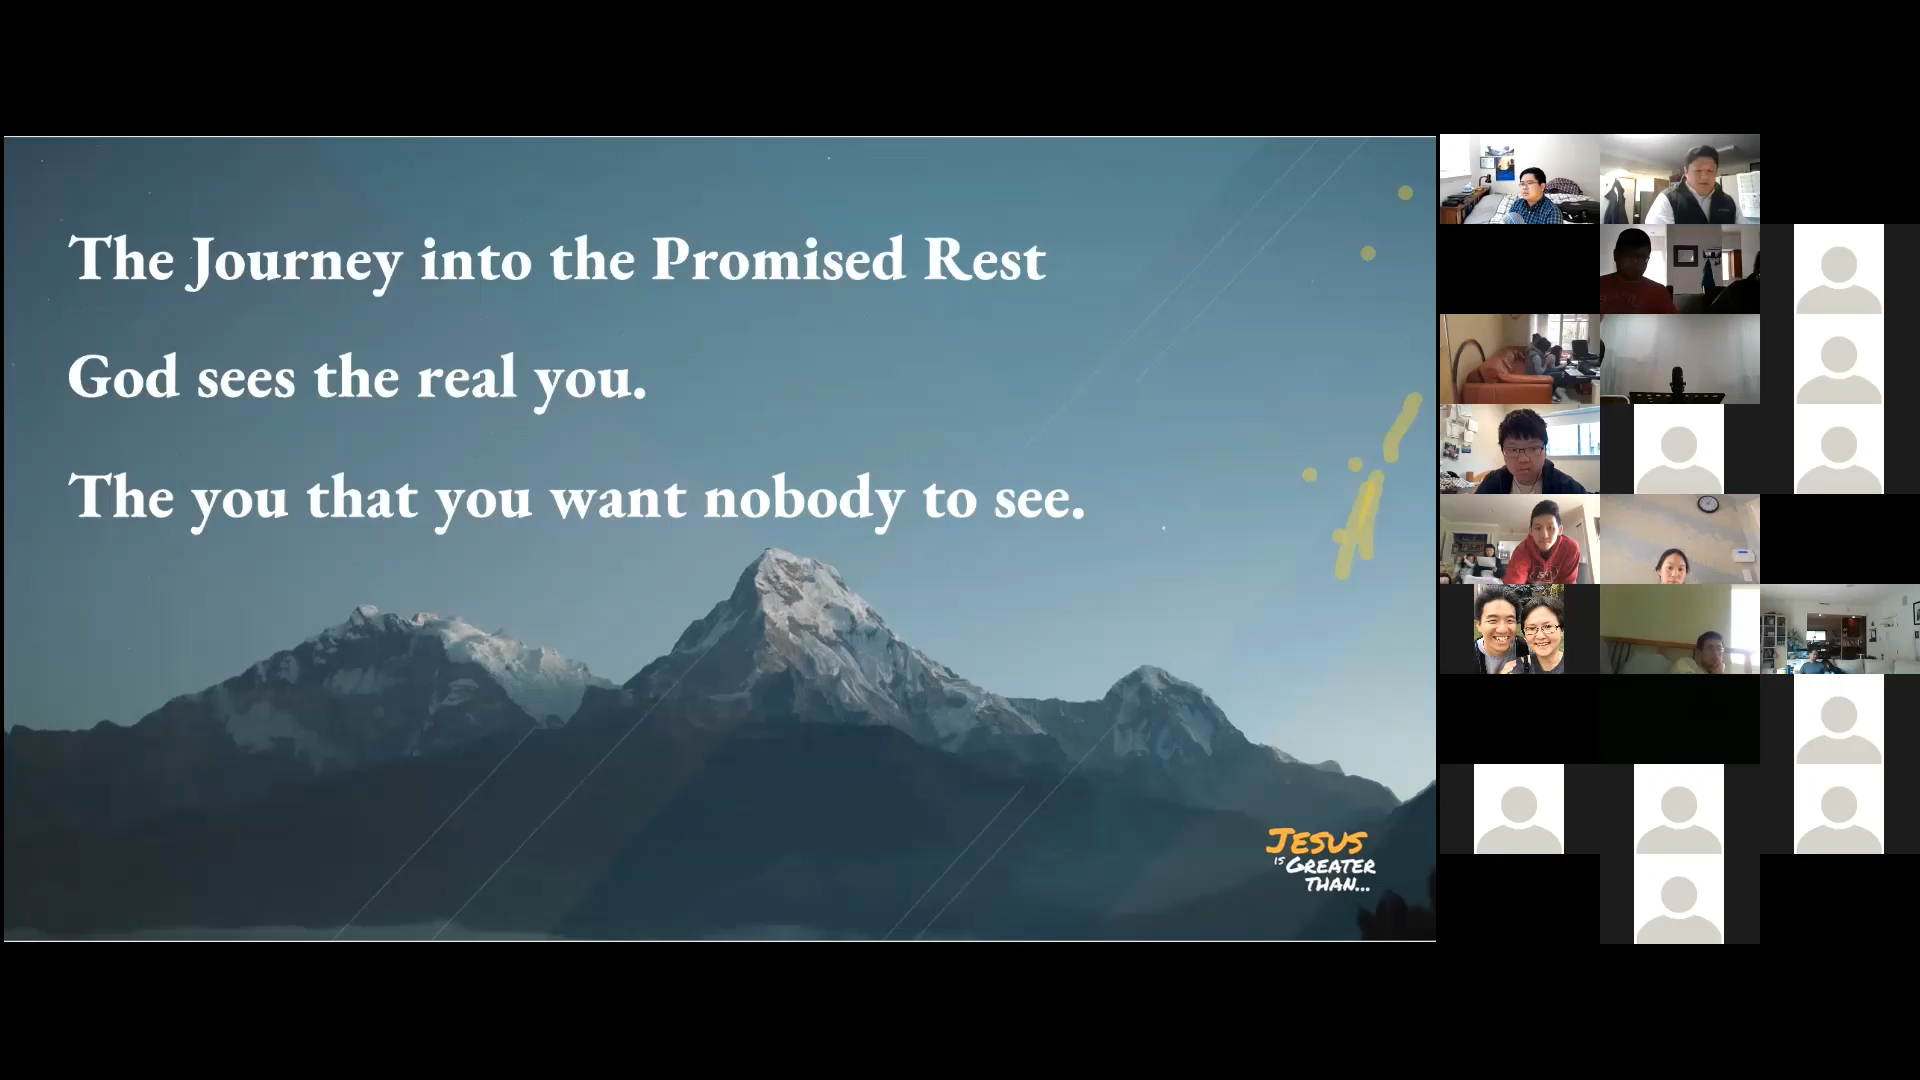 The Journey into the Promised Rest
God sees the real you.
The you that you want nobody to see.
JESUS
IS GREATER
THAN...